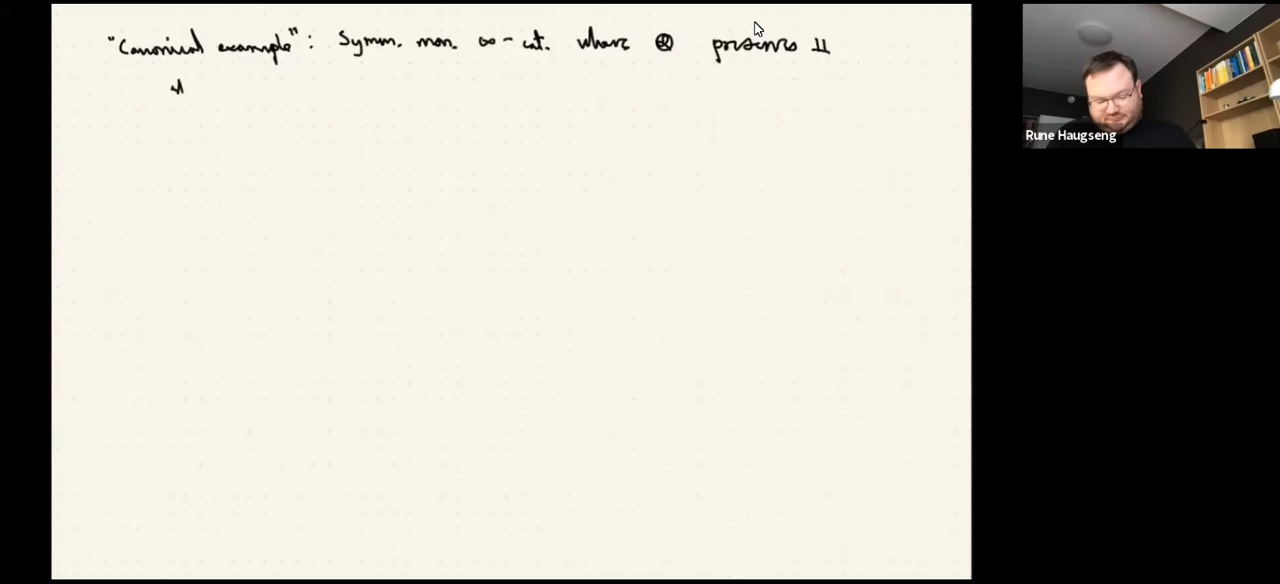 "Canonical example": Symm. mon. ∞-cat. where ⊗ preserves ⨿
Rune Haugseng